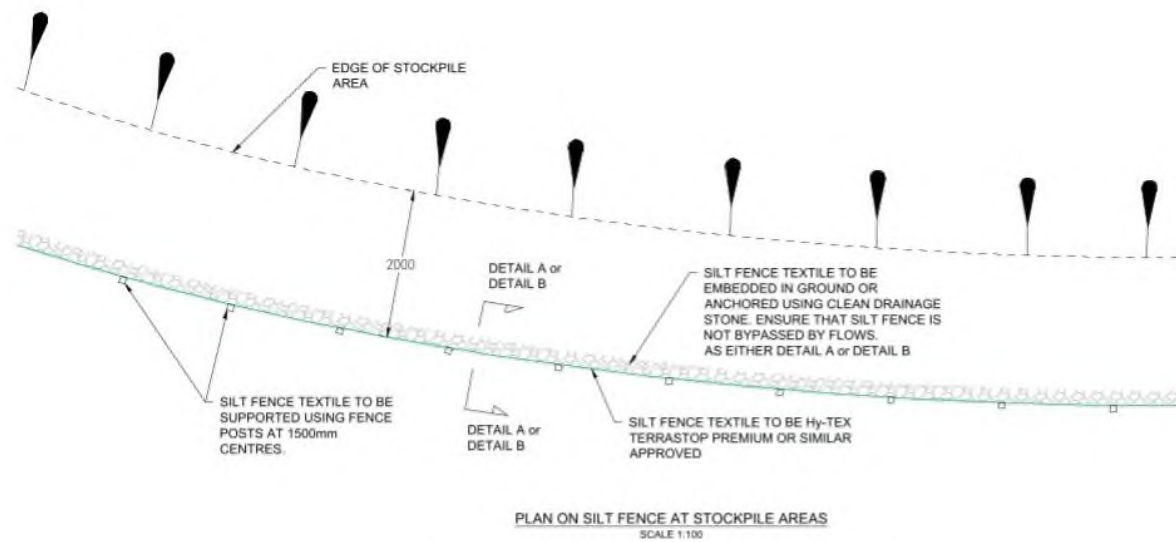 EDGE OF STOCKPILE
AREA
2000
DETAIL A or
DETAIL B
SILT FENCE TEXTILE TO BE
EMBEDDED IN GROUND OR
ANCHORED USING CLEAN DRAINAGE
STONE. ENSURE THAT SILT FENCE IS
NOT BYPASSED BY FLOWS.
AS EITHER DETAIL A or DETAIL B
SILT FENCE TEXTILE TO BE
SUPPORTED USING FENCE
POSTS AT 1500mm
CENTRES.
DETAIL A or
DETAIL B
SILT FENCE TEXTILE TO BE Hy-TEX
TERRASTOP PREMIUM OR SIMILAR
APPROVED
PLAN ON SILT FENCE AT STOCKPILE AREAS
SCALE 1:100